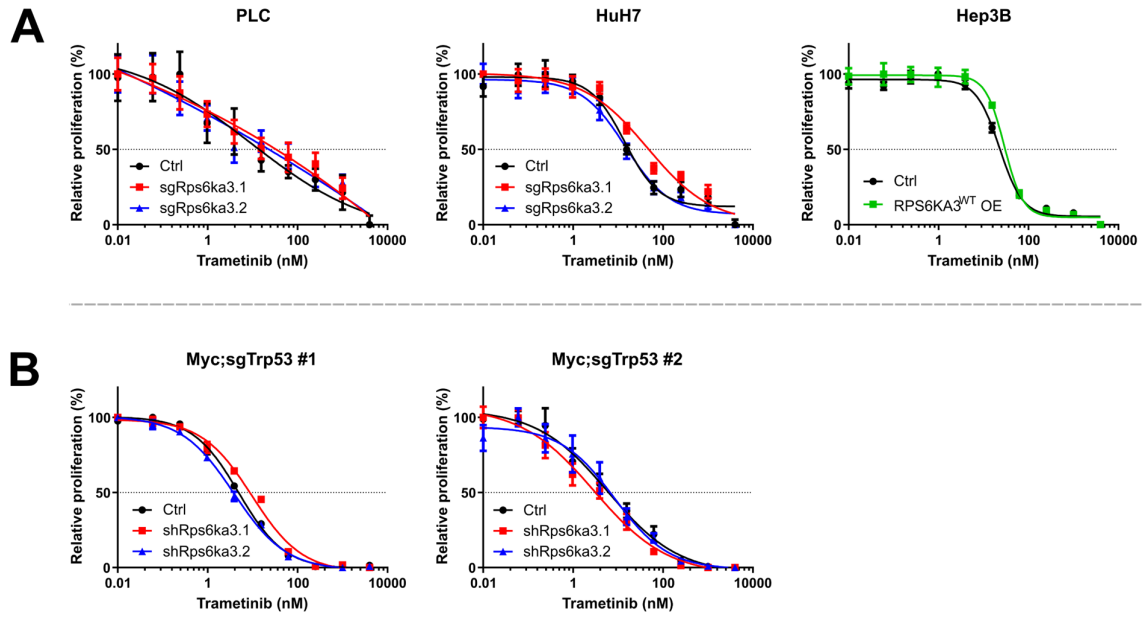 A
PLC
Relative proliferation (%)
100
50
0
Ctrl
sgRps6ka3.1
sgRps6ka3.2
0.01
1
100
10000
Trametinib (nM)
HuH7
Relative proliferation (%)
100
50
0
Ctrl
sgRps6ka3.1
sgRps6ka3.2
0.01
1
100
10000
Trametinib (nM)
Hep3B
Relative proliferation (%)
100
50
0
Ctrl
RPS6KA3WT OE
0.01
1
100
10000
Trametinib (nM)
B
Myc;sgTrp53 #1
Relative proliferation (%)
100
50
0
Ctrl
shRps6ka3.1
shRps6ka3.2
0.01
1
100
10000
Trametinib (nM)
Myc;sgTrp53 #2
Relative proliferation (%)
100
50
0
Ctrl
shRps6ka3.1
shRps6ka3.2
0.01
1
100
10000
Trametinib (nM)